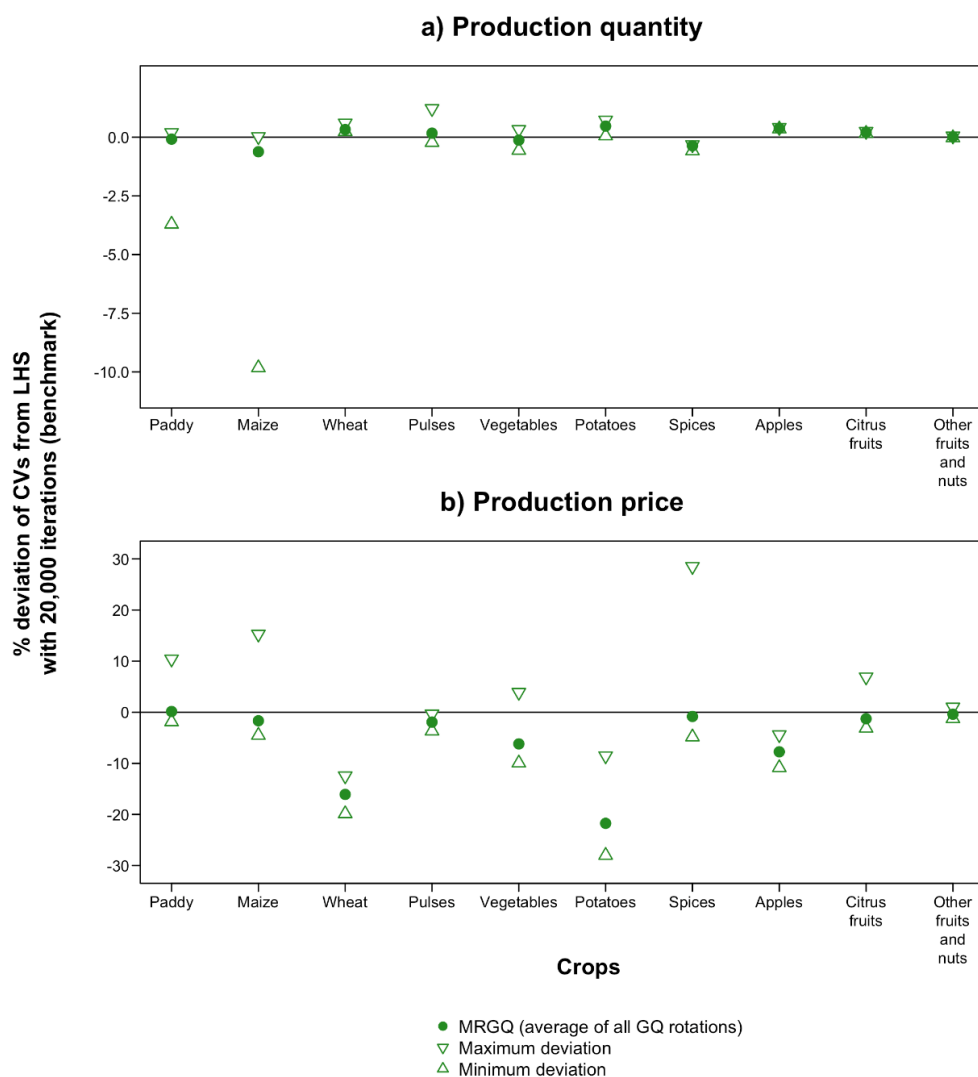 a) Production quantity
0.0
-2.5
-5.0
-7.5
-10.0
Paddy Maize Wheat Pulses Vegetables Potatoes Spices Apples Citrus Other
fruits fruits
and
nuts
% deviation of CVs from LHS
with 20,000 iterations (benchmark)
b) Production price
30
20
10
0
-10
-20
-30
Paddy Maize Wheat Pulses Vegetables Potatoes Spices Apples Citrus Other
fruits fruits
and
nuts
Crops
MRGQ (average of all GQ rotations)
Maximum deviation
Minimum deviation